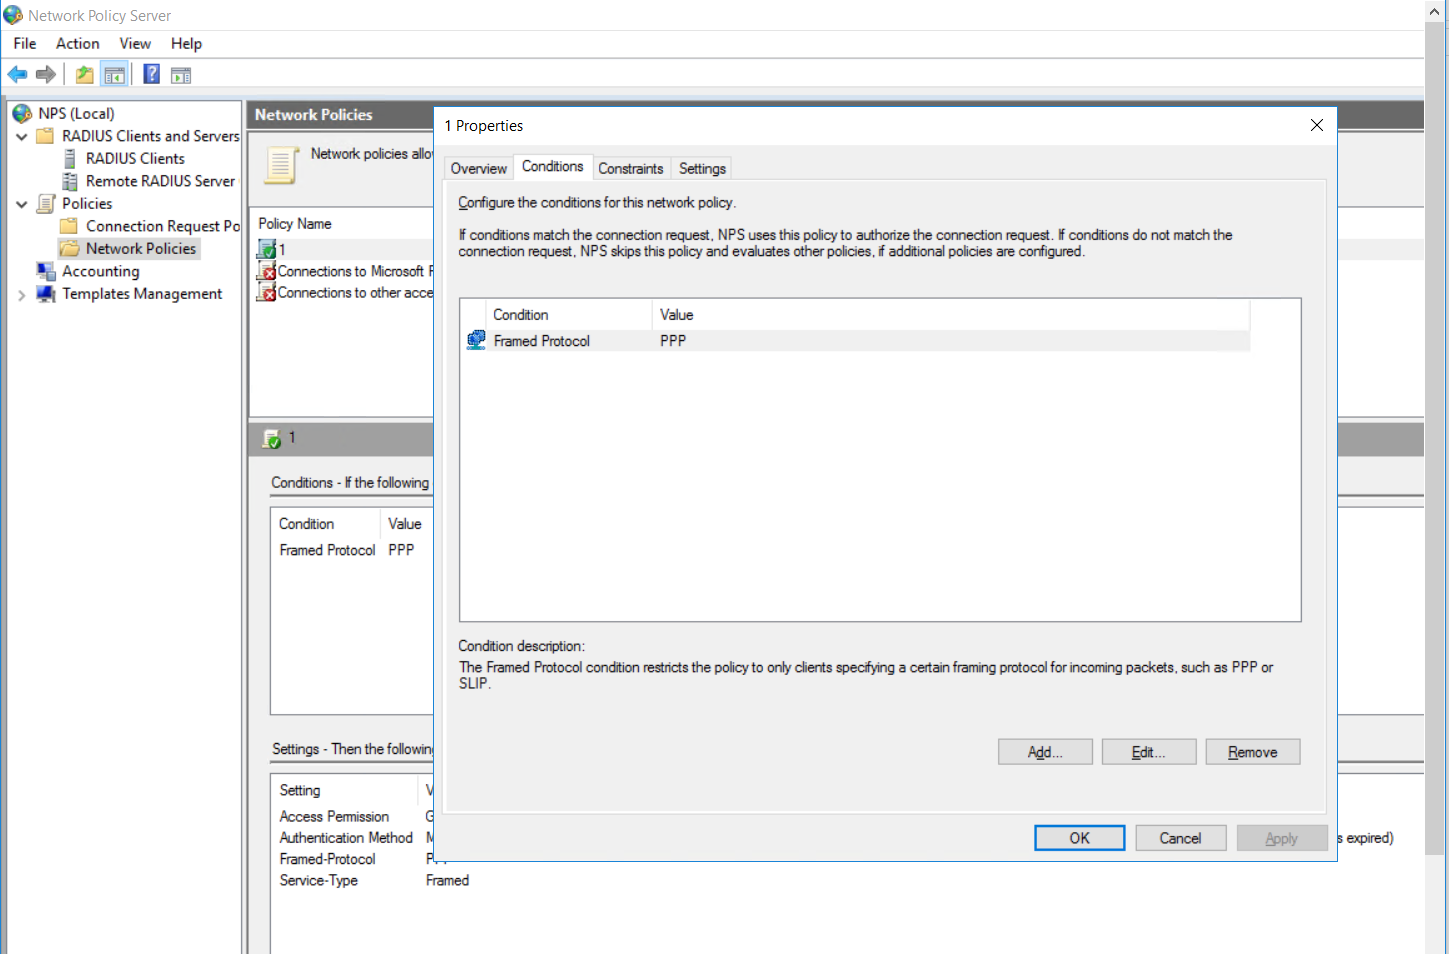 Network Policy Server
File Action View Help
NPS (Local)
RADIUS Clients and Servers
RADIUS Clients
Remote RADIUS Server
Policies
Connection Request Po
Network Policies
Accounting
Templates Management
Network Policies
Network policies allo
Policy Name
1
Connections to Microsoft R
Connections to other acce
1
Conditions - If the following
Condition Value
Framed Protocol PPP
Settings - Then the following
Setting V
Access Permission G
Authentication Method M
s expired)
Framed-Protocol PPP
Service-Type Framed
1 Properties
Overview Conditions Constraints Settings
Configure the conditions for this network policy.
If conditions match the connection request, NPS uses this policy to authorize the connection request. If conditions do not match the
connection request, NPS skips this policy and evaluates other policies, if additional policies are configured.
Condition Value
Framed Protocol PPP
Condition description:
The Framed Protocol condition restricts the policy to only clients specifying a certain framing protocol for incoming packets, such as PPP or
SLIP.
Add... Edit... Remove
OK Cancel Apply